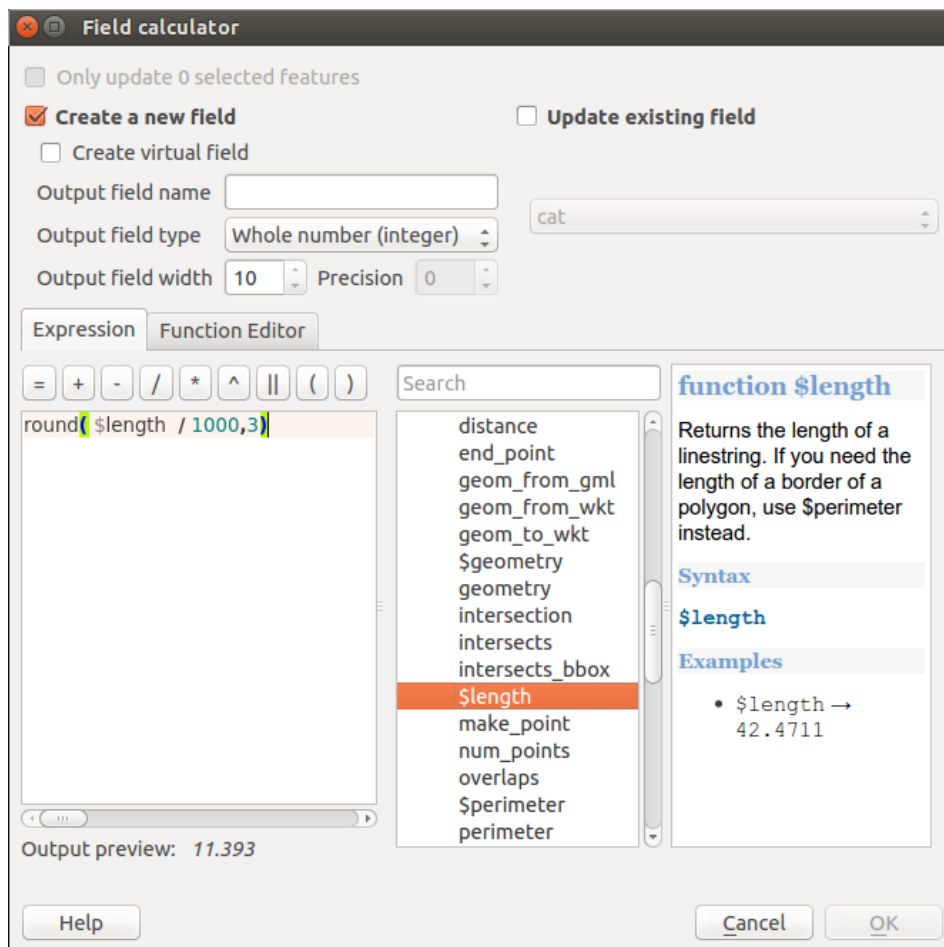 Field calculator
Only update 0 selected features
Create a new field
Update existing field
Create virtual field
Output field name
cat
Output field type Whole number (integer)
Output field width 10 Precision 0
Expression Function Editor
= + - / * ^ || ( )
Search
round( $length / 1000,3)
distance
end_point
geom_from_gml
geom_from_wkt
geom_to_wkt
$geometry
geometry
intersection
intersects
intersects_bbox
$length
make_point
num_points
overlaps
$perimeter
perimeter
function $length
Returns the length of a
linestring. If you need the
length of a border of a
polygon, use $perimeter
instead.
Syntax
$length
Examples
• $length →
42.4711
Output preview: 11.393
Help
Cancel
OK